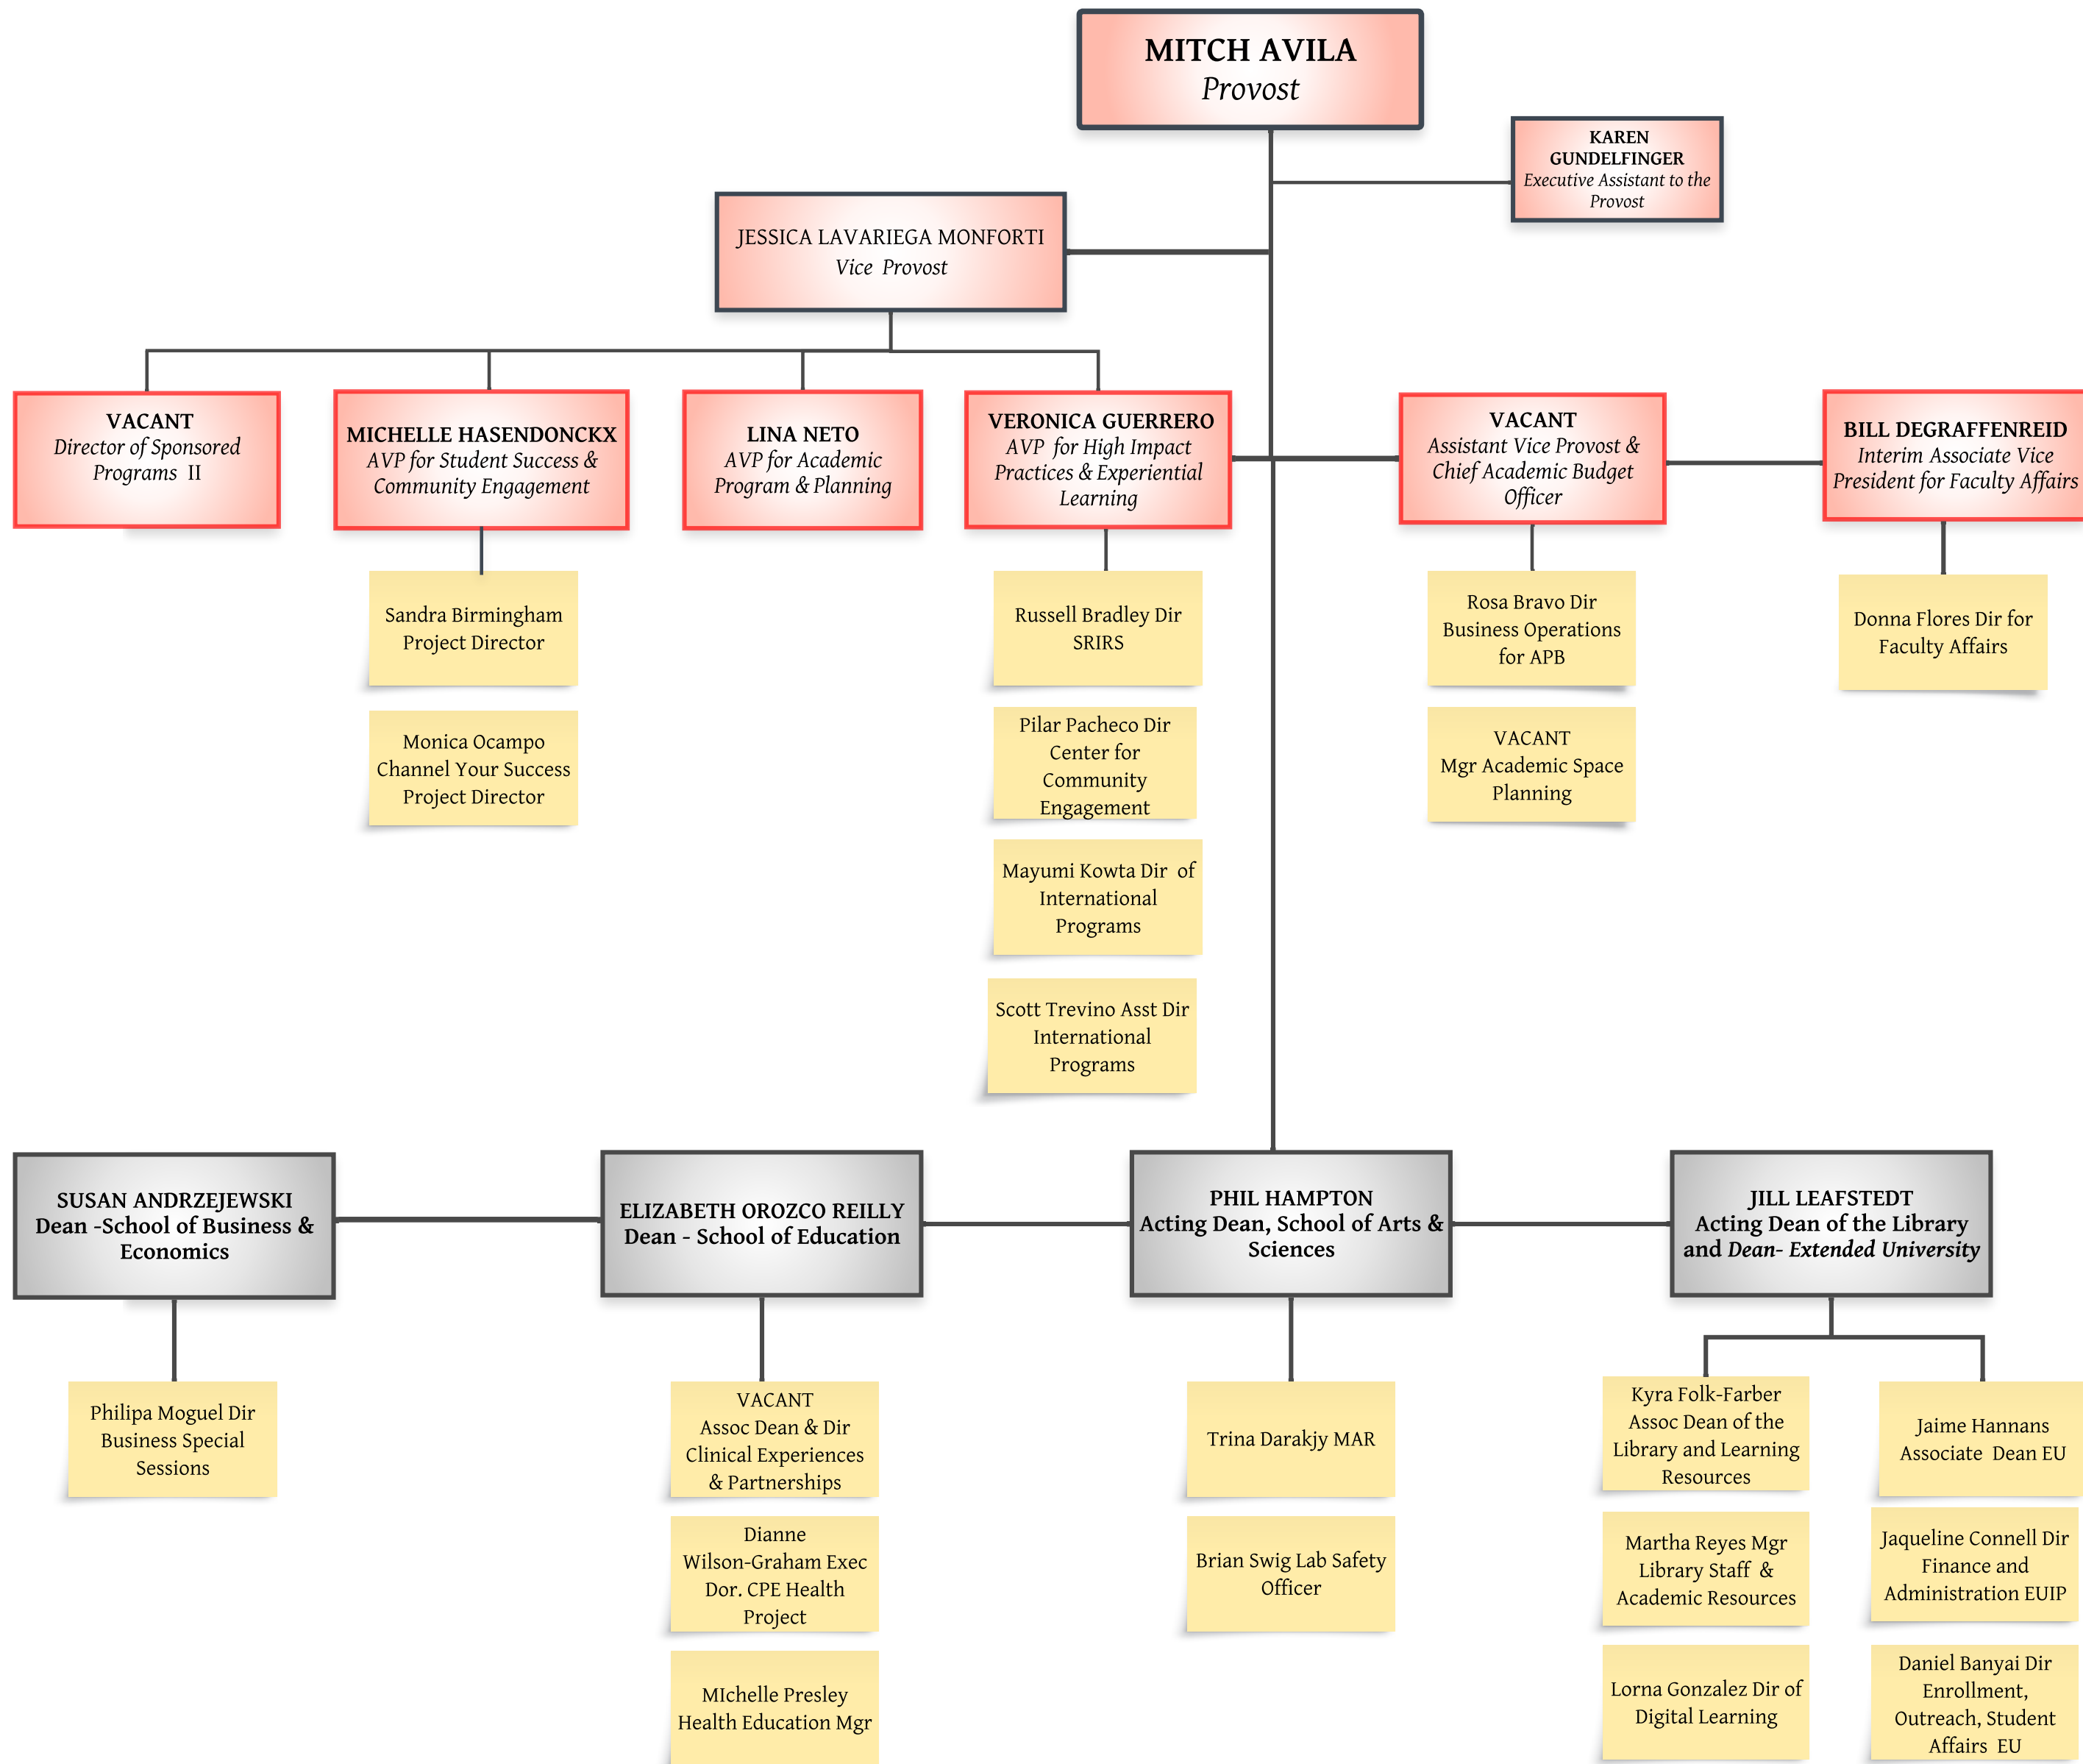 MITCH AVILA
Provost
KAREN
GUNDELFINGER
Executive Assistant to the
Provost
JESSICA LAVARIEGA MONFORTI
Vice Provost
VACANT
Director of Sponsored
Programs II
MICHELLE HASENDONCKX
AVP for Student Success &
Community Engagement
LINA NETO
AVP for Academic
Program & Planning
VERONICA GUERRERO
AVP for High Impact
Practices & Experiential
Learning
VACANT
Assistant Vice Provost &
Chief Academic Budget
Officer
BILL DEGRAFFENREID
Interim Associate Vice
President for Faculty Affairs
Sandra Birmingham
Project Director
Monica Ocampo
Channel Your Success
Project Director
Russell Bradley Dir
SRIRS
Pilar Pacheco Dir
Center for
Community
Engagement
Mayumi Kowta Dir of
International
Programs
Scott Trevino Asst Dir
International
Programs
Rosa Bravo Dir
Business Operations
for APB
VACANT
Mgr Academic Space
Planning
Donna Flores Dir for
Faculty Affairs
SUSAN ANDRZEJEWSKI
Dean -School of Business &
Economics
ELIZABETH OROZCO REILLY
Dean - School of Education
PHIL HAMPTON
Acting Dean, School of Arts &
Sciences
JILL LEAFSTEDT
Acting Dean of the Library
and Dean- Extended University
Philipa Moguel Dir
Business Special
Sessions
VACANT
Assoc Dean & Dir
Clinical Experiences
& Partnerships
Dianne
Wilson-Graham Exec
Dor. CPE Health
Project
MIchelle Presley
Health Education Mgr
Trina Darakjy MAR
Brian Swig Lab Safety
Officer
Kyra Folk-Farber
Assoc Dean of the
Library and Learning
Resources
Martha Reyes Mgr
Library Staff &
Academic Resources
Lorna Gonzalez Dir of
Digital Learning
Jaime Hannans
Associate Dean EU
Jaqueline Connell Dir
Finance and
Administration EUIP
Daniel Banyai Dir
Enrollment,
Outreach, Student
Affairs EU